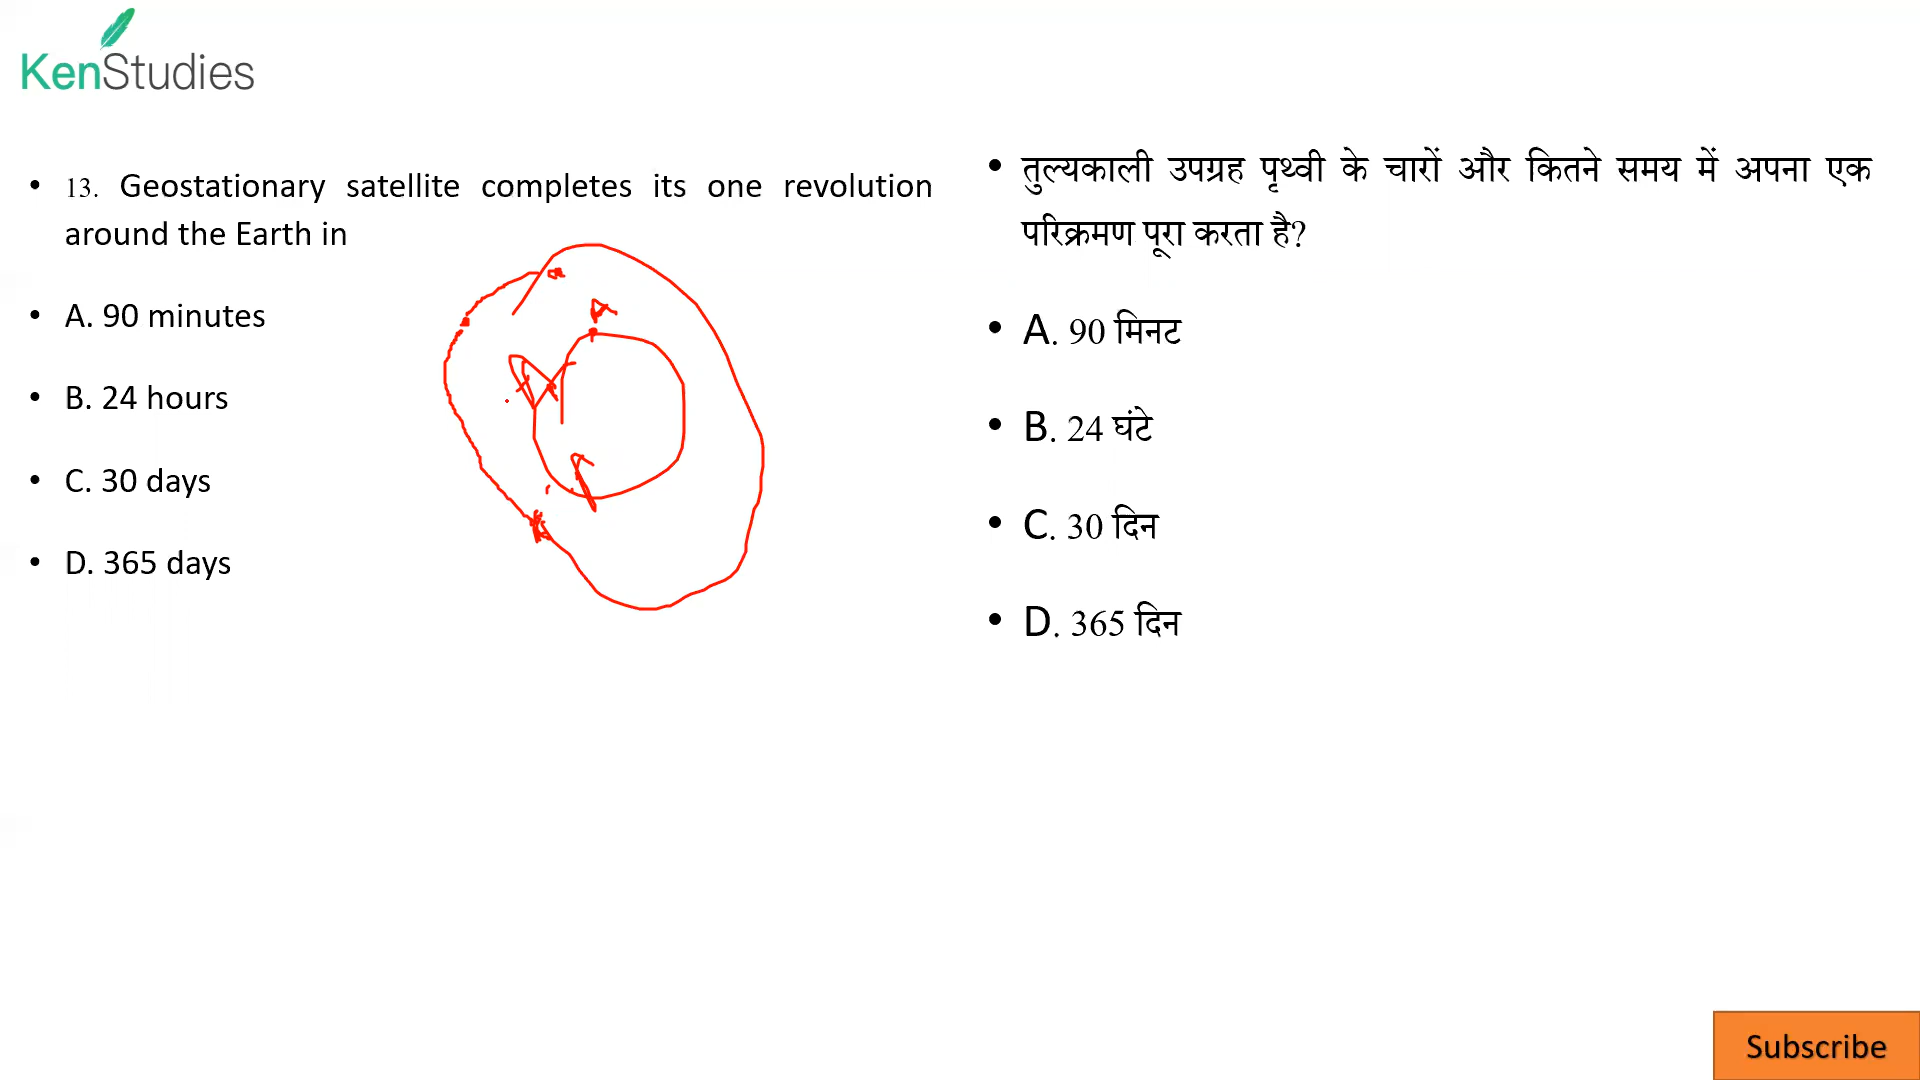 KenStudies
• 13. Geostationary satellite completes its one revolution
around the Earth in
• A. 90 minutes
• B. 24 hours
• C. 30 days
• D. 365 days
• तुल्यकाली उपग्रह पृथ्वी के चारों और कितने समय में अपना एक
परिक्रमण पूरा करता है?
• A. 90 मिनट
• B. 24 घंटे
• C. 30 दिन
• D. 365 दिन
Subscribe